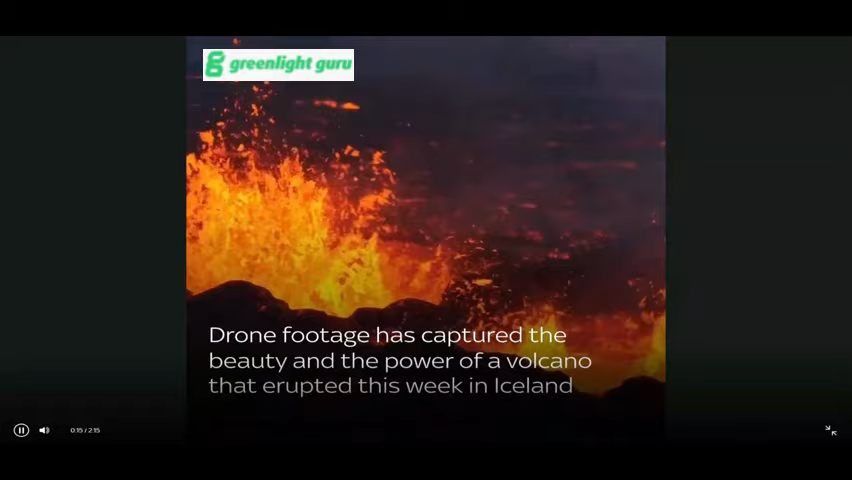 greenlight guru
Drone footage has captured the
beauty and the power of a volcano
that erupted this week in Iceland
0:15 / 2:15